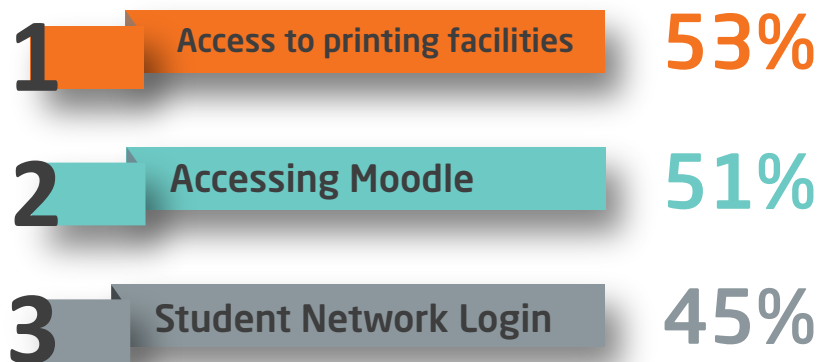 1 Access to printing facilities 53%
2 Accessing Moodle 51%
3 Student Network Login 45%